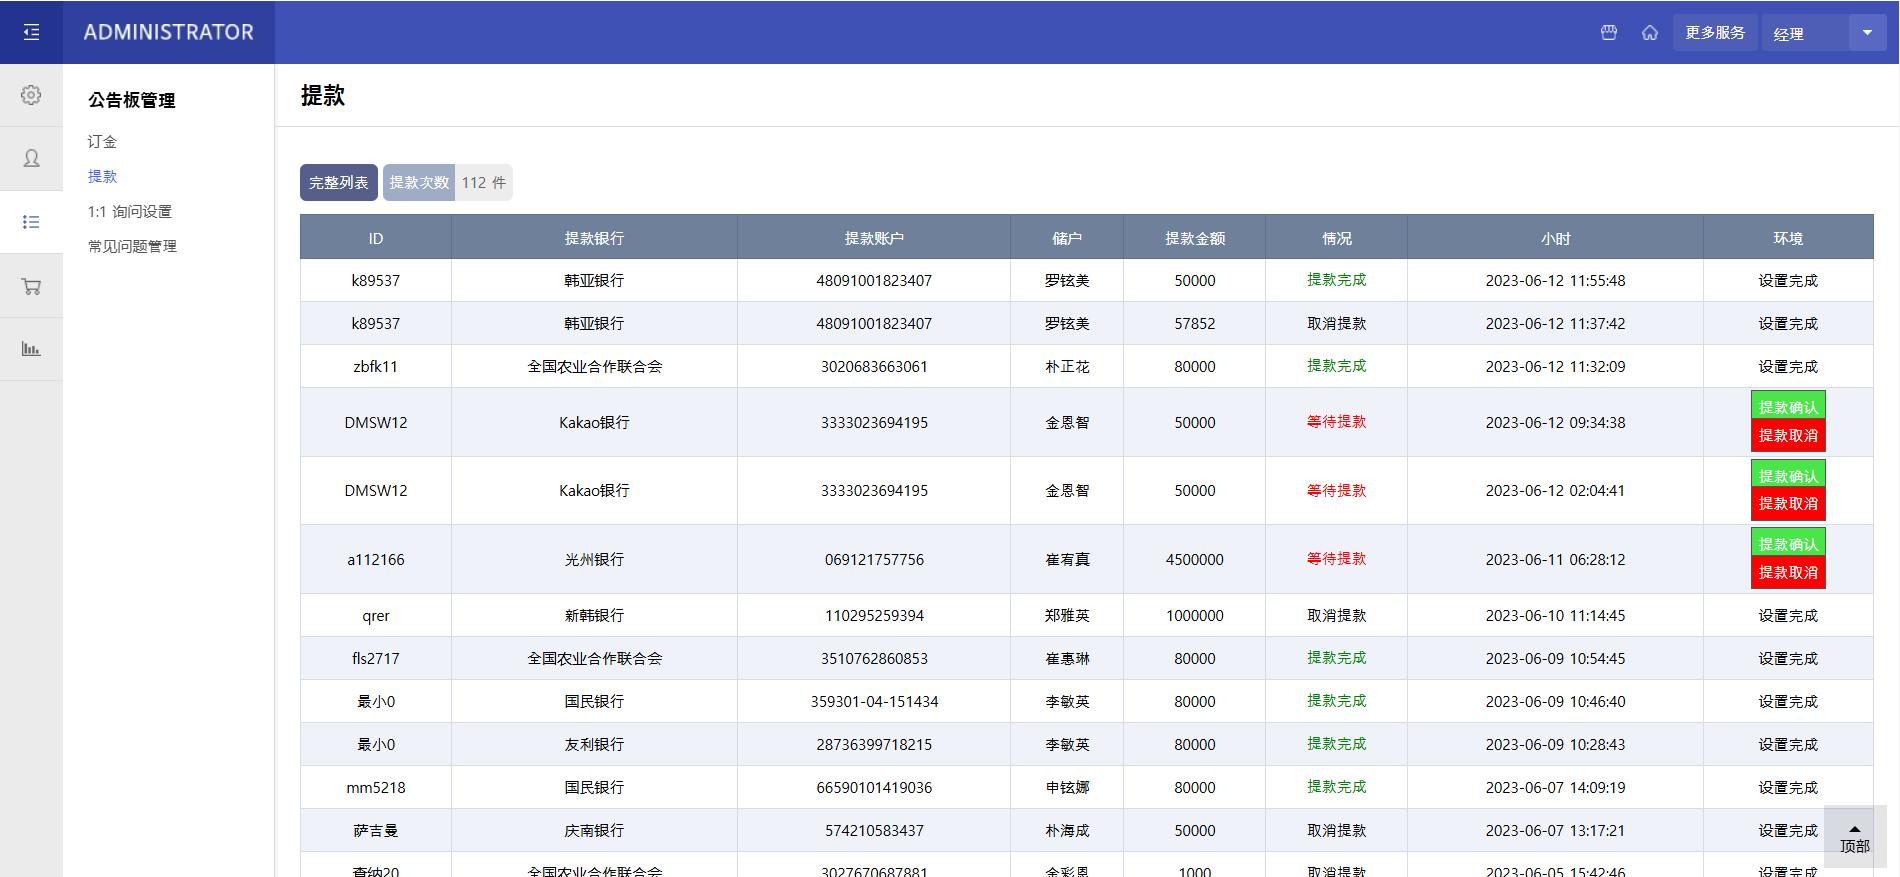 ADMINISTRATOR 更多服务 经理
公告板管理
订金
提款
1:1 询问设置
常见问题管理
提款
完整列表 提款次数 112 件
ID 提款银行 提款账户 储户 提款金额 情况 小时 环境
k89537 韩亚银行 48091001823407 罗铉美 50000 提款完成 2023-06-12 11:55:48 设置完成
k89537 韩亚银行 48091001823407 罗铉美 57852 取消提款 2023-06-12 11:37:42 设置完成
zbfk11 全国农业合作联合会 3020683663061 朴正花 80000 提款完成 2023-06-12 11:32:09 设置完成
DMSW12 Kakao银行 3333023694195 金恩智 50000 等待提款 2023-06-12 09:34:38 提款确认
提款取消
DMSW12 Kakao银行 3333023694195 金恩智 50000 等待提款 2023-06-12 02:04:41 提款确认
提款取消
a112166 光州银行 069121757756 崔宥真 4500000 等待提款 2023-06-11 06:28:12 提款确认
提款取消
qrer 新韩银行 110295259394 郑雅英 1000000 取消提款 2023-06-10 11:14:45 设置完成
fls2717 全国农业合作联合会 3510762860853 崔惠琳 80000 提款完成 2023-06-09 10:54:45 设置完成
最小0 国民银行 359301-04-151434 李敏英 80000 提款完成 2023-06-09 10:46:40 设置完成
最小0 友利银行 28736399718215 李敏英 80000 提款完成 2023-06-09 10:28:43 设置完成
mm5218 国民银行 66590101419036 申铉娜 80000 提款完成 2023-06-07 14:09:19 设置完成
萨吉曼 庆南银行 574210583437 朴海成 50000 取消提款 2023-06-07 13:17:21 设置完成
查纳20 全国农业合作联合会 3027670687881 金彩恩 1000 取消提款 2023-06-05 15:42:46 设置完成
顶部